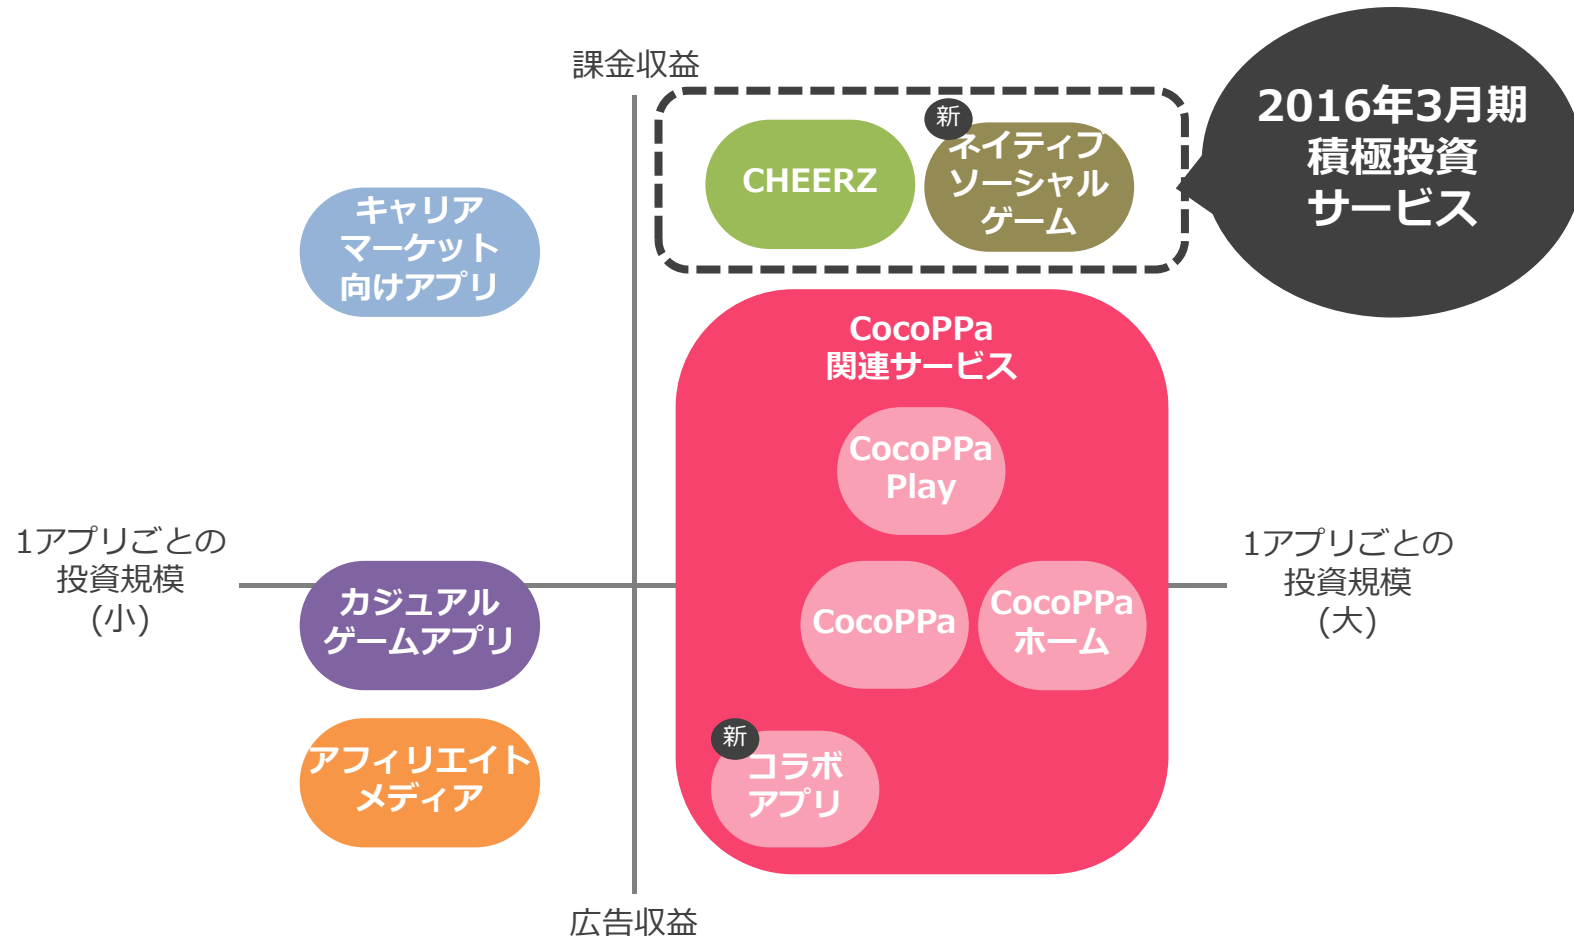 課金収益
2016年3月期
積極投資
サービス
CHEERZ
新
ネイティブ
ソーシャル
ゲーム
キャリア
マーケット
向けアプリ
CocoPPa
関連サービス
CocoPPa
Play
1アプリごとの
投資規模
(小)
カジュアル
ゲームアプリ
CocoPPa
CocoPPa
ホーム
1アプリごとの
投資規模
(大)
アフィリエイト
メディア
新
コラボ
アプリ
広告収益